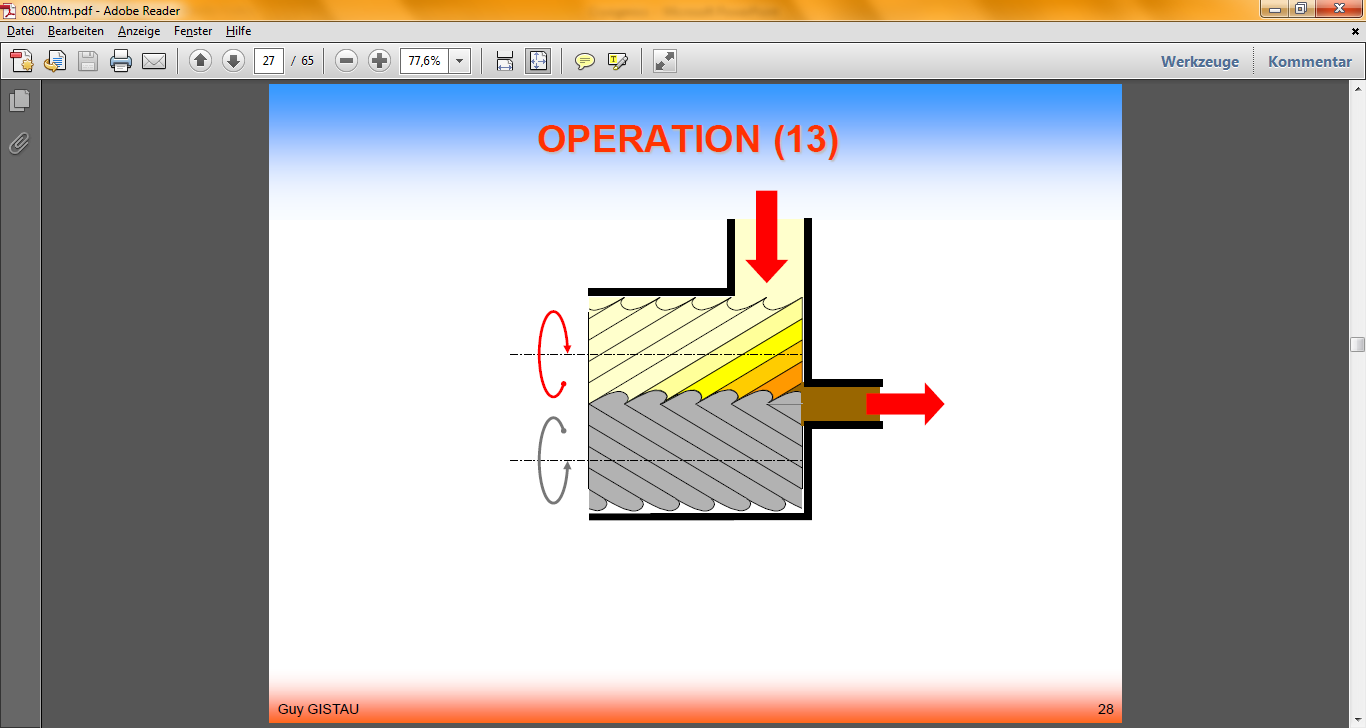 0800.htm.pdf - Adobe Reader
Datei Bearbeiten Anzeige Fenster Hilfe
27 / 65 77,6% Werkzeuge Kommentar
OPERATION (13)
Guy GISTAU 28